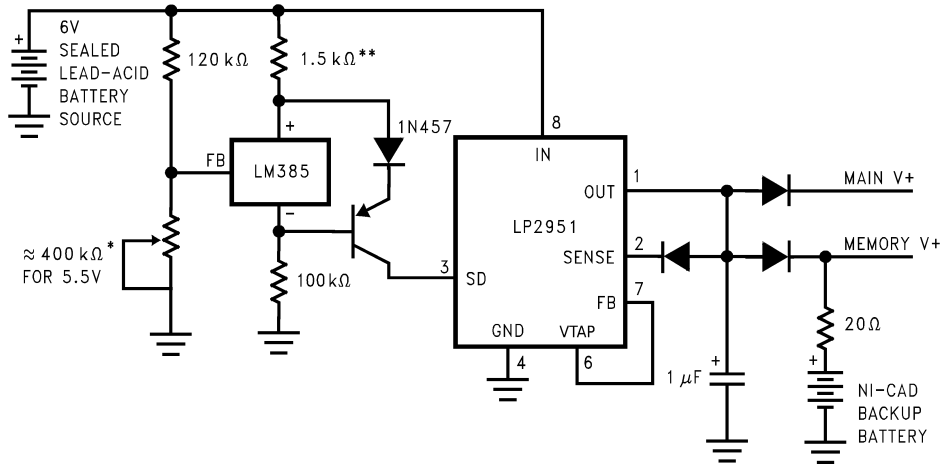 +
6V
SEALED
LEAD-ACID
BATTERY
SOURCE
120 kΩ
1.5 kΩ**
1N457
+
FB
LM385
-
≈ 400 kΩ*
FOR 5.5V
100 kΩ
8
IN
OUT
1
MAIN V+
LP2951
SENSE
2
MEMORY V+
3
SD
FB
7
GND
4
VTAP
6
+
1 µF
20Ω
+
NI-CAD
BACKUP
BATTERY